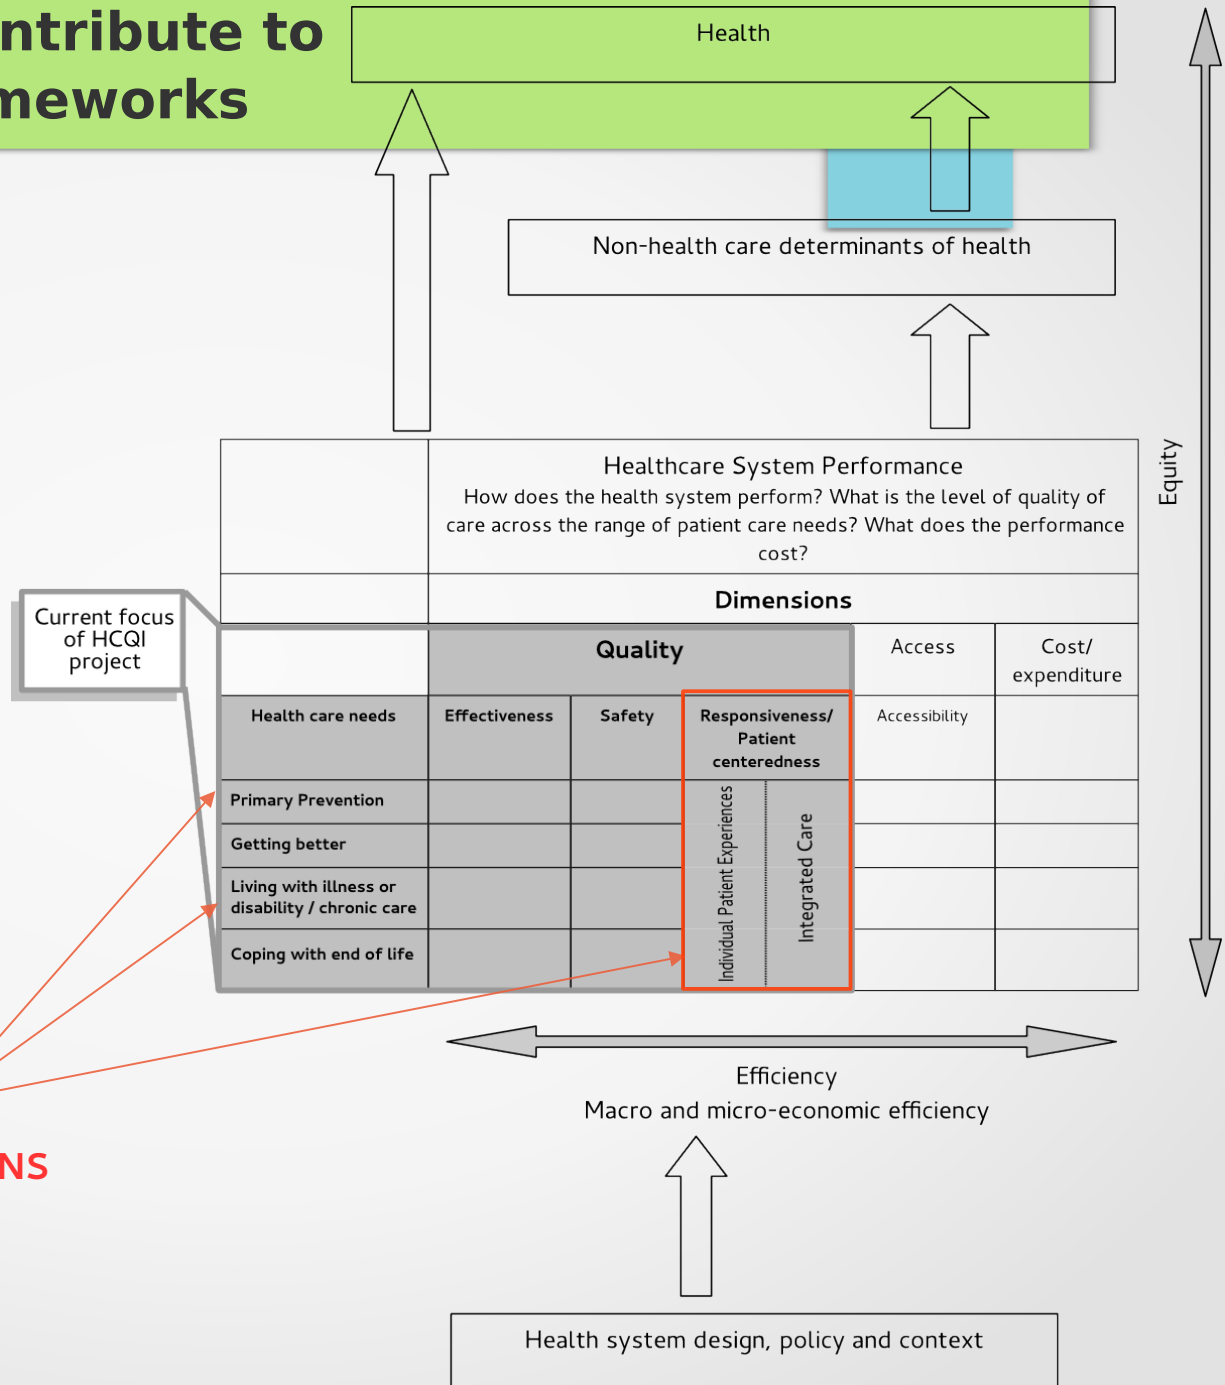 ntribute to
meworks
Health
Non-health care determinants of health
Equity
Healthcare System Performance
How does the health system perform? What is the level of quality of
care across the range of patient care needs? What does the performance
cost?
Dimensions
Current focus
of HCQI
project
Quality
Access
Cost/
expenditure
Health care needs
Effectiveness
Safety
Responsiveness/
Patient
centeredness
Accessibility
Primary Prevention
Getting better
Living with illness or
disability / chronic care
Coping with end of life
Individual Patient Experiences
Integrated Care
Efficiency
Macro and micro-economic efficiency
NS
Health system design, policy and context